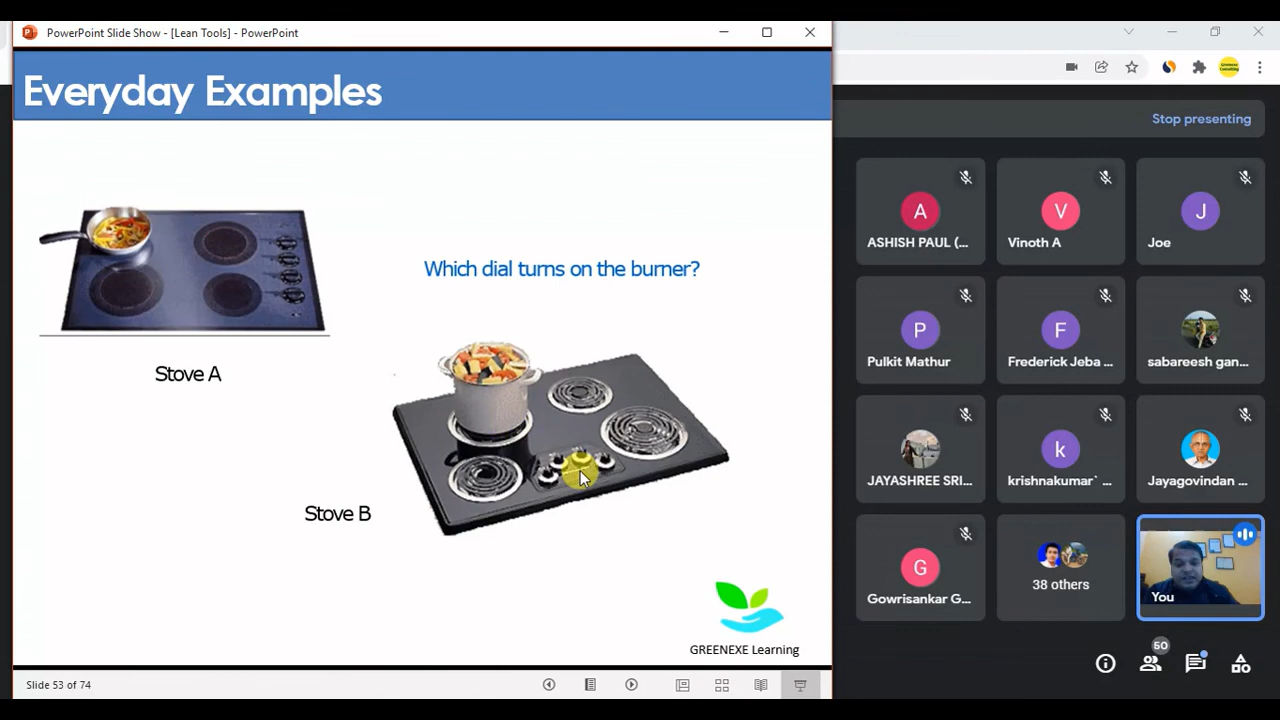 PowerPoint Slide Show - [Lean Tools] - PowerPoint
Everyday Examples
Which dial turns on the burner?
Stove A
Stove B
GREENEXE Learning
Slide 53 of 74
Stop presenting
A
ASHISH PAUL (...
V
Vinoth A
J
Joe
P
Pulkit Mathur
F
Frederick Jeba ...
sabareesh gan...
JAYASHREE SRI...
k
krishnakumar` ...
Jayagovindan ...
G
Gowrisankar G...
38 others
You
50